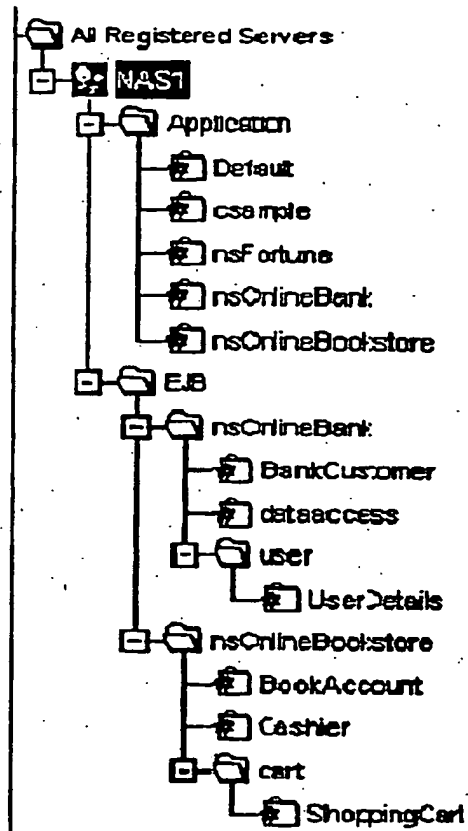 All Registered Servers
NAS1
Application
Default
csample
nsFortune
nsOnlineBank
nsOnlineBookstore
EJB
nsOnlineBank
BankCustomer
dataaccess
user
UserDetails
nsOnlineBookstore
BookAccount
Cashier
cart
ShoppingCart